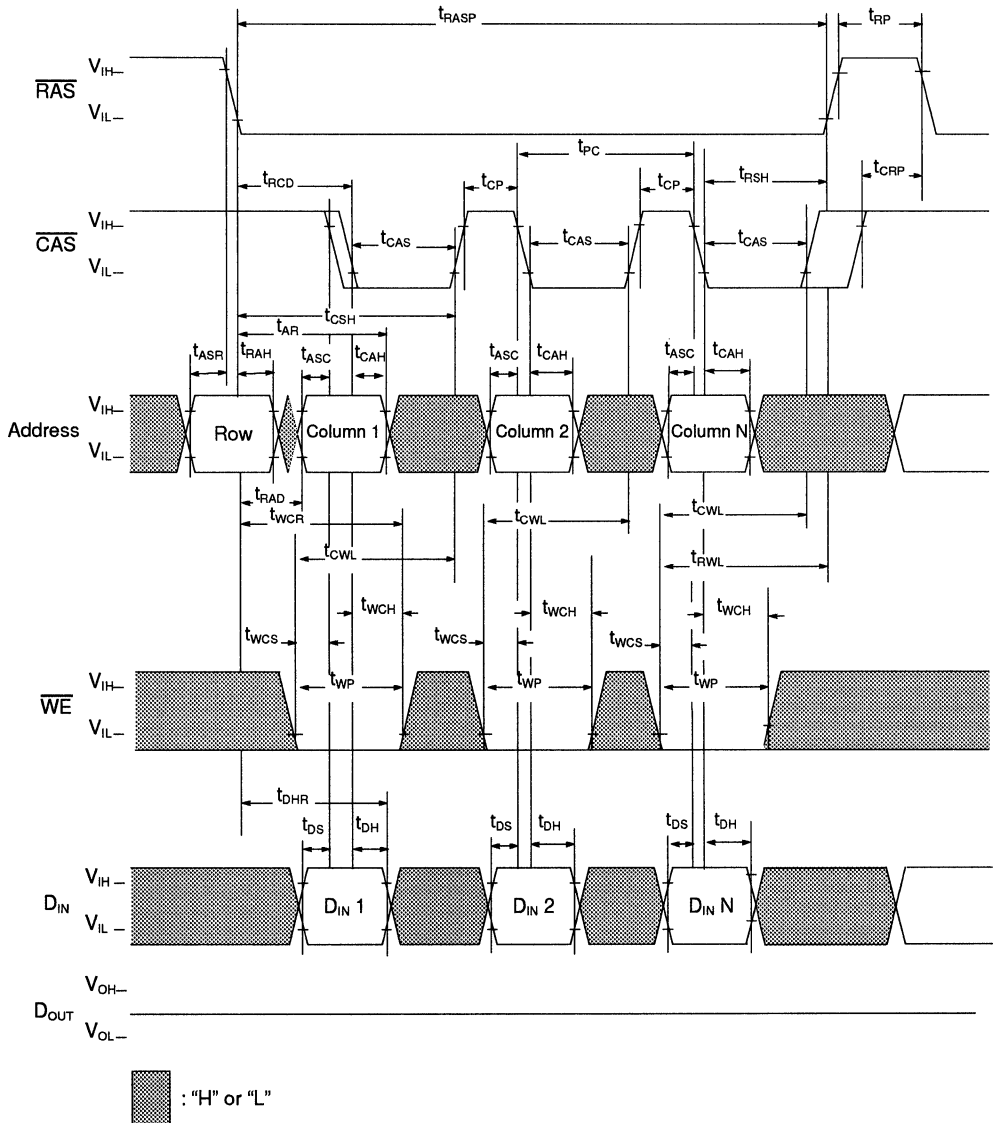 tRASP tRP
RAS VIH
VIL
tPC
tRCD tCP tCP tRSH tCRP
CAS VIH
VIL
tCAS tCAS tCAS
tCSH
tAR
tASR tRAH tASC tCAH tASC tCAH tASC tCAH
Address VIH
VIL
Row Column 1 Column 2 Column N
tRAD
tWCR tCWL tCWL
tCWL tRWL
tWCH tWCH tWCH
tWCS tWCS tWCS
tWP tWP tWP
WE VIH
VIL
tDHR
tDS tDH tDS tDH tDS tDH
DIN VIH
VIL
DIN 1 DIN 2 DIN N
VOH
DOUT
VOL
: "H" or "L"